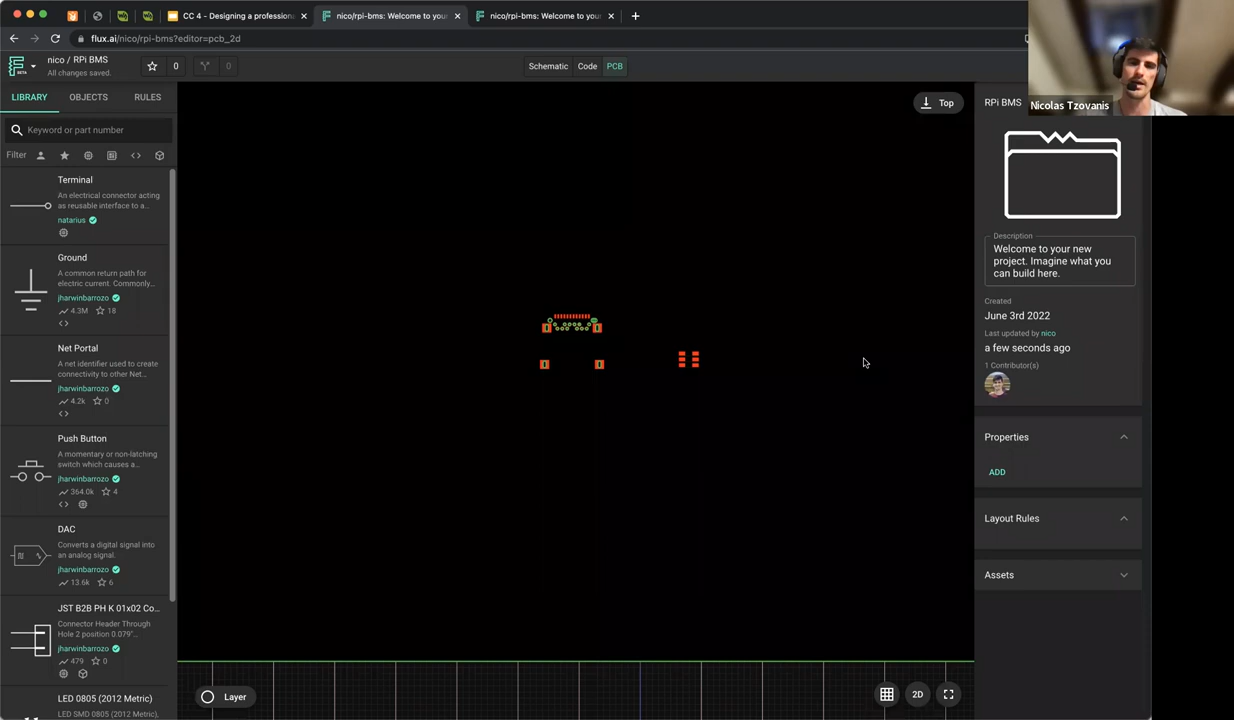 CC 4 - Designing a profession
nico/rpi-bms: Welcome to your
nico/rpi-bms: Welcome to your
flux.ai/nico/rpi-bms?editor=pcb_2d
nico / RPi BMS
All changes saved.
BETA
0
0
Schematic
Code
PCB
Nicolas Tzovanis
LIBRARY
OBJECTS
RULES
Keyword or part number
Filter
Terminal
An electrical connector acting
as reusable interface to a...
natarius
Ground
A common return path for
electric current. Commonly...
jharwinbarrozo
4.3M
18
Net Portal
A net identifier used to create
connectivity to other Net...
jharwinbarrozo
4.2k
0
Push Button
A momentary or non-latching
switch which causes a...
jharwinbarrozo
364.0k
4
DAC
Converts a digital signal into
an analog signal.
jharwinbarrozo
13.6k
6
JST B2B PH K 01x02 Co...
Connector Header Through
Hole 2 position 0.079"...
jharwinbarrozo
479
0
LED 0805 (2012 Metric)
LED SMD 0805 (2012 Metric),
Top
Layer
2D
RPi BMS
Description
Welcome to your new
project. Imagine what you
can build here.
Created
June 3rd 2022
Last updated by nico
a few seconds ago
1 Contributor(s)
Properties
ADD
Layout Rules
Assets